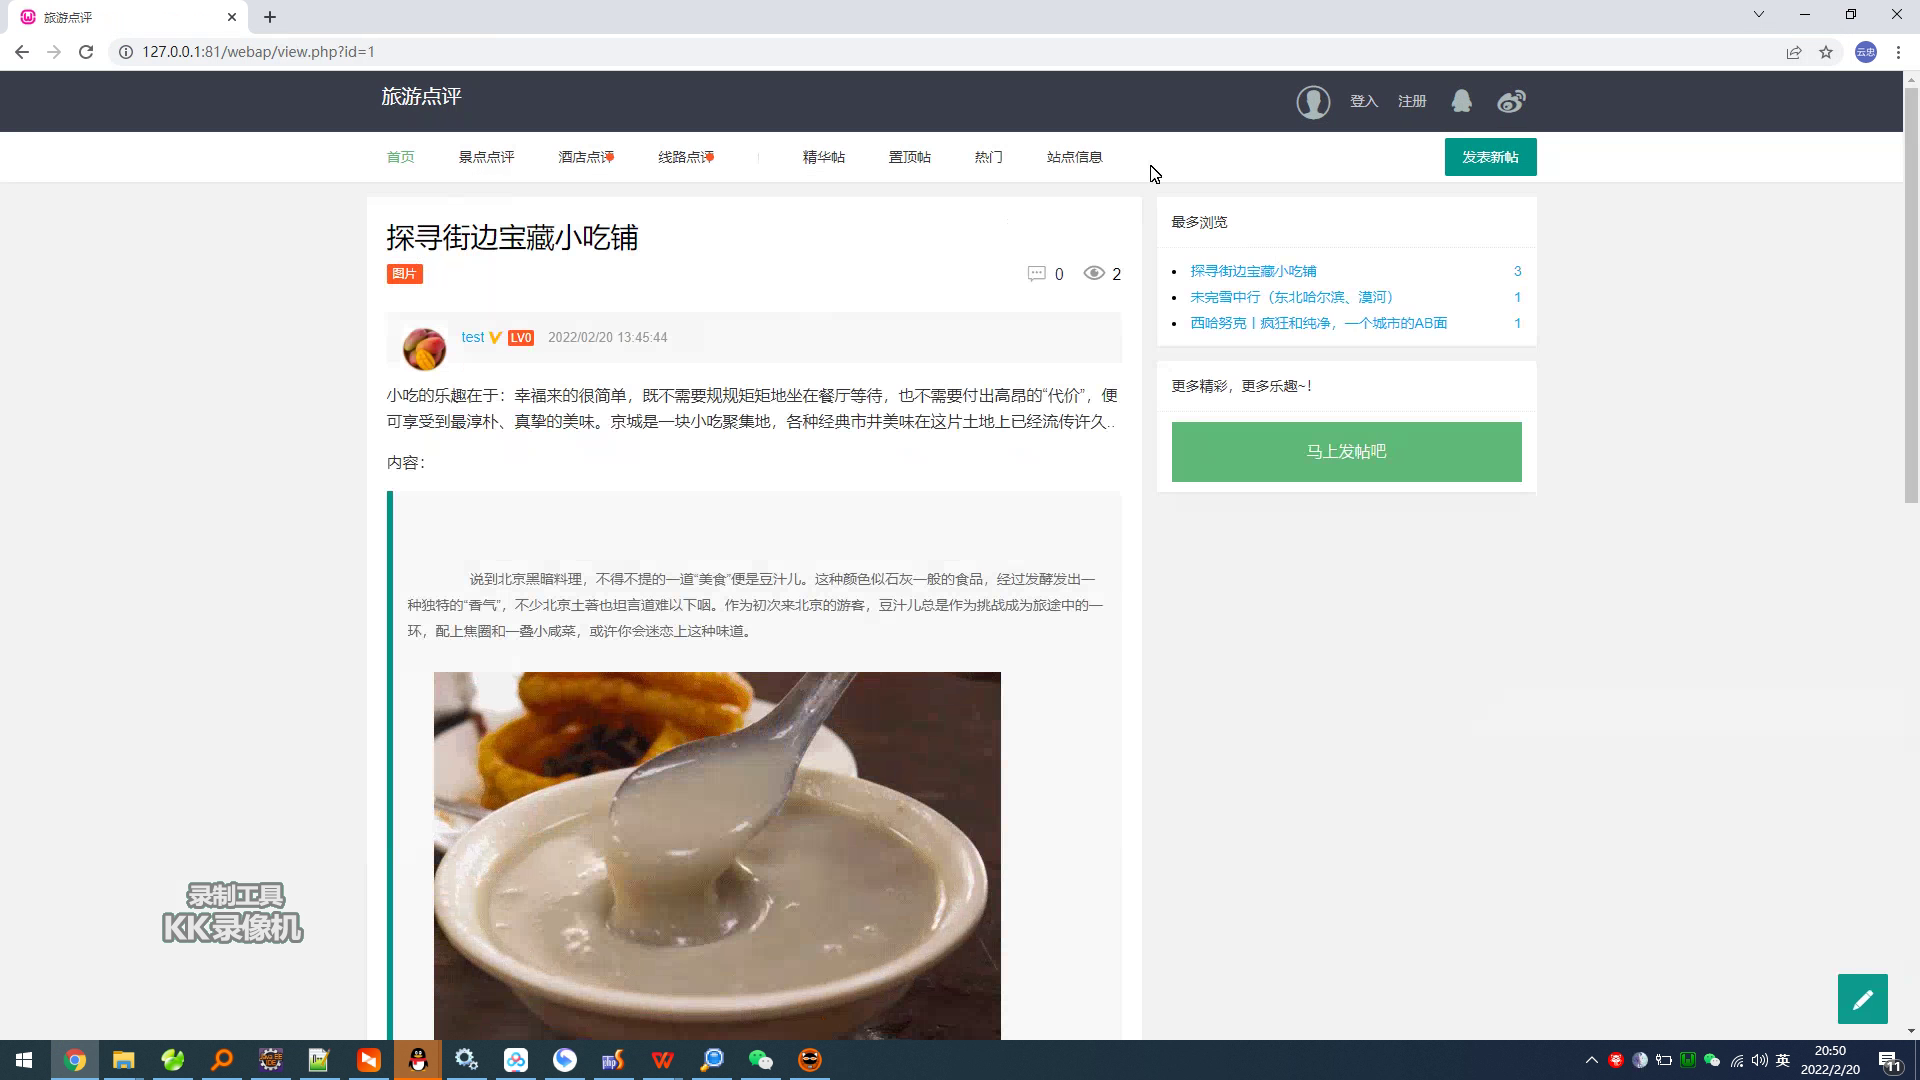 旅游点评
127.0.0.1:81/webap/view.php?id=1
云忠
旅游点评
登入 注册
首页 景点点评 酒店点评 线路点评 精华帖 置顶帖 热门 站点信息 发表新帖
探寻街边宝藏小吃铺
图片 0 2
test LV0 2022/02/20 13:45:44
小吃的乐趣在于：幸福来的很简单，既不需要规规矩矩地坐在餐厅等待，也不需要付出高昂的“代价”，便
可享受到最淳朴、真挚的美味。京城是一块小吃聚集地，各种经典市井美味在这片土地上已经流传许久..
内容：
说到北京黑暗料理，不得不提的一道“美食”便是豆汁儿。这种颜色似石灰一般的食品，经过发酵发出一
种独特的“香气”，不少北京土著也坦言道难以下咽。作为初次来北京的游客，豆汁儿总是作为挑战成为旅途中的一
环，配上焦圈和一叠小咸菜，或许你会迷恋上这种味道。
最多浏览
探寻街边宝藏小吃铺 3
未完雪中行（东北哈尔滨、漠河） 1
西哈努克丨疯狂和纯净，一个城市的AB面 1
更多精彩，更多乐趣~！
马上发帖吧
录制工具
KK录像机
英
20:50
2022/2/20
11